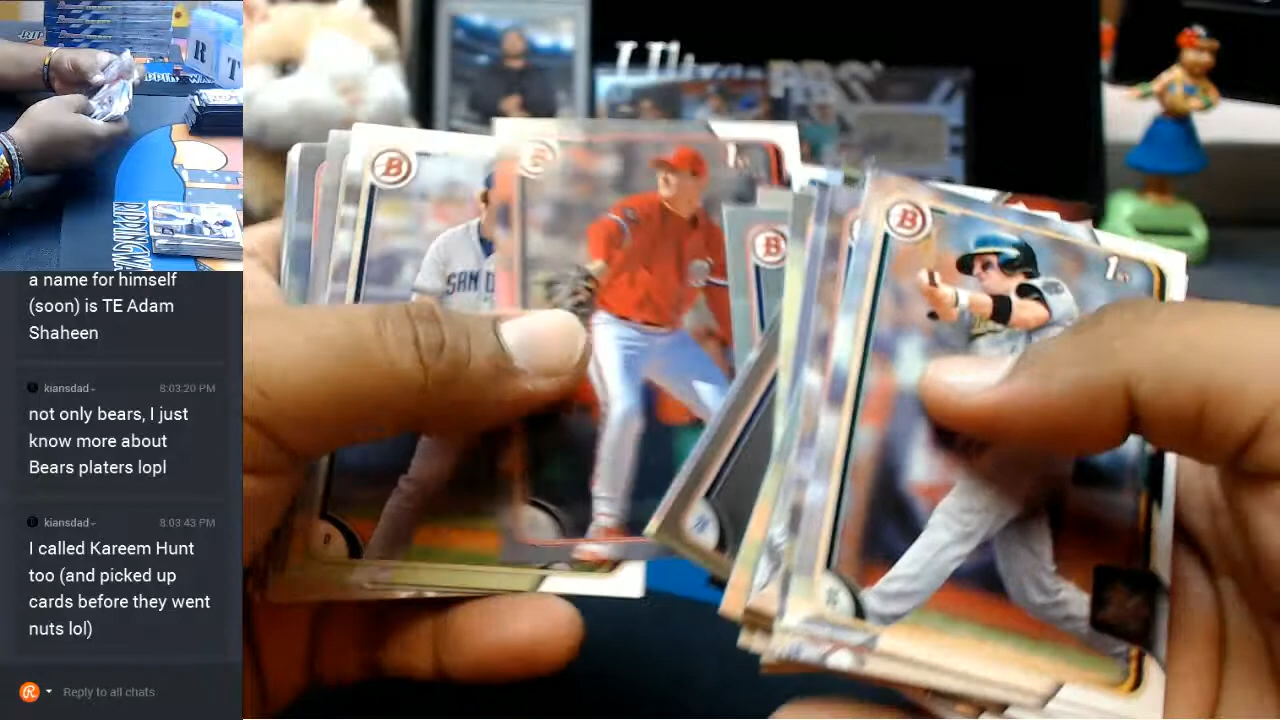 R
T
RIPPINGWA
a name for himself
(soon) is TE Adam
Shaheen
kiansdad
8:03:20 PM
not only bears, I just
know more about
Bears platers lopl
kiansdad
8:03:43 PM
I called Kareem Hunt
too (and picked up
cards before they went
nuts lol)
Reply to all chats
B
SAN D
B
B
1st